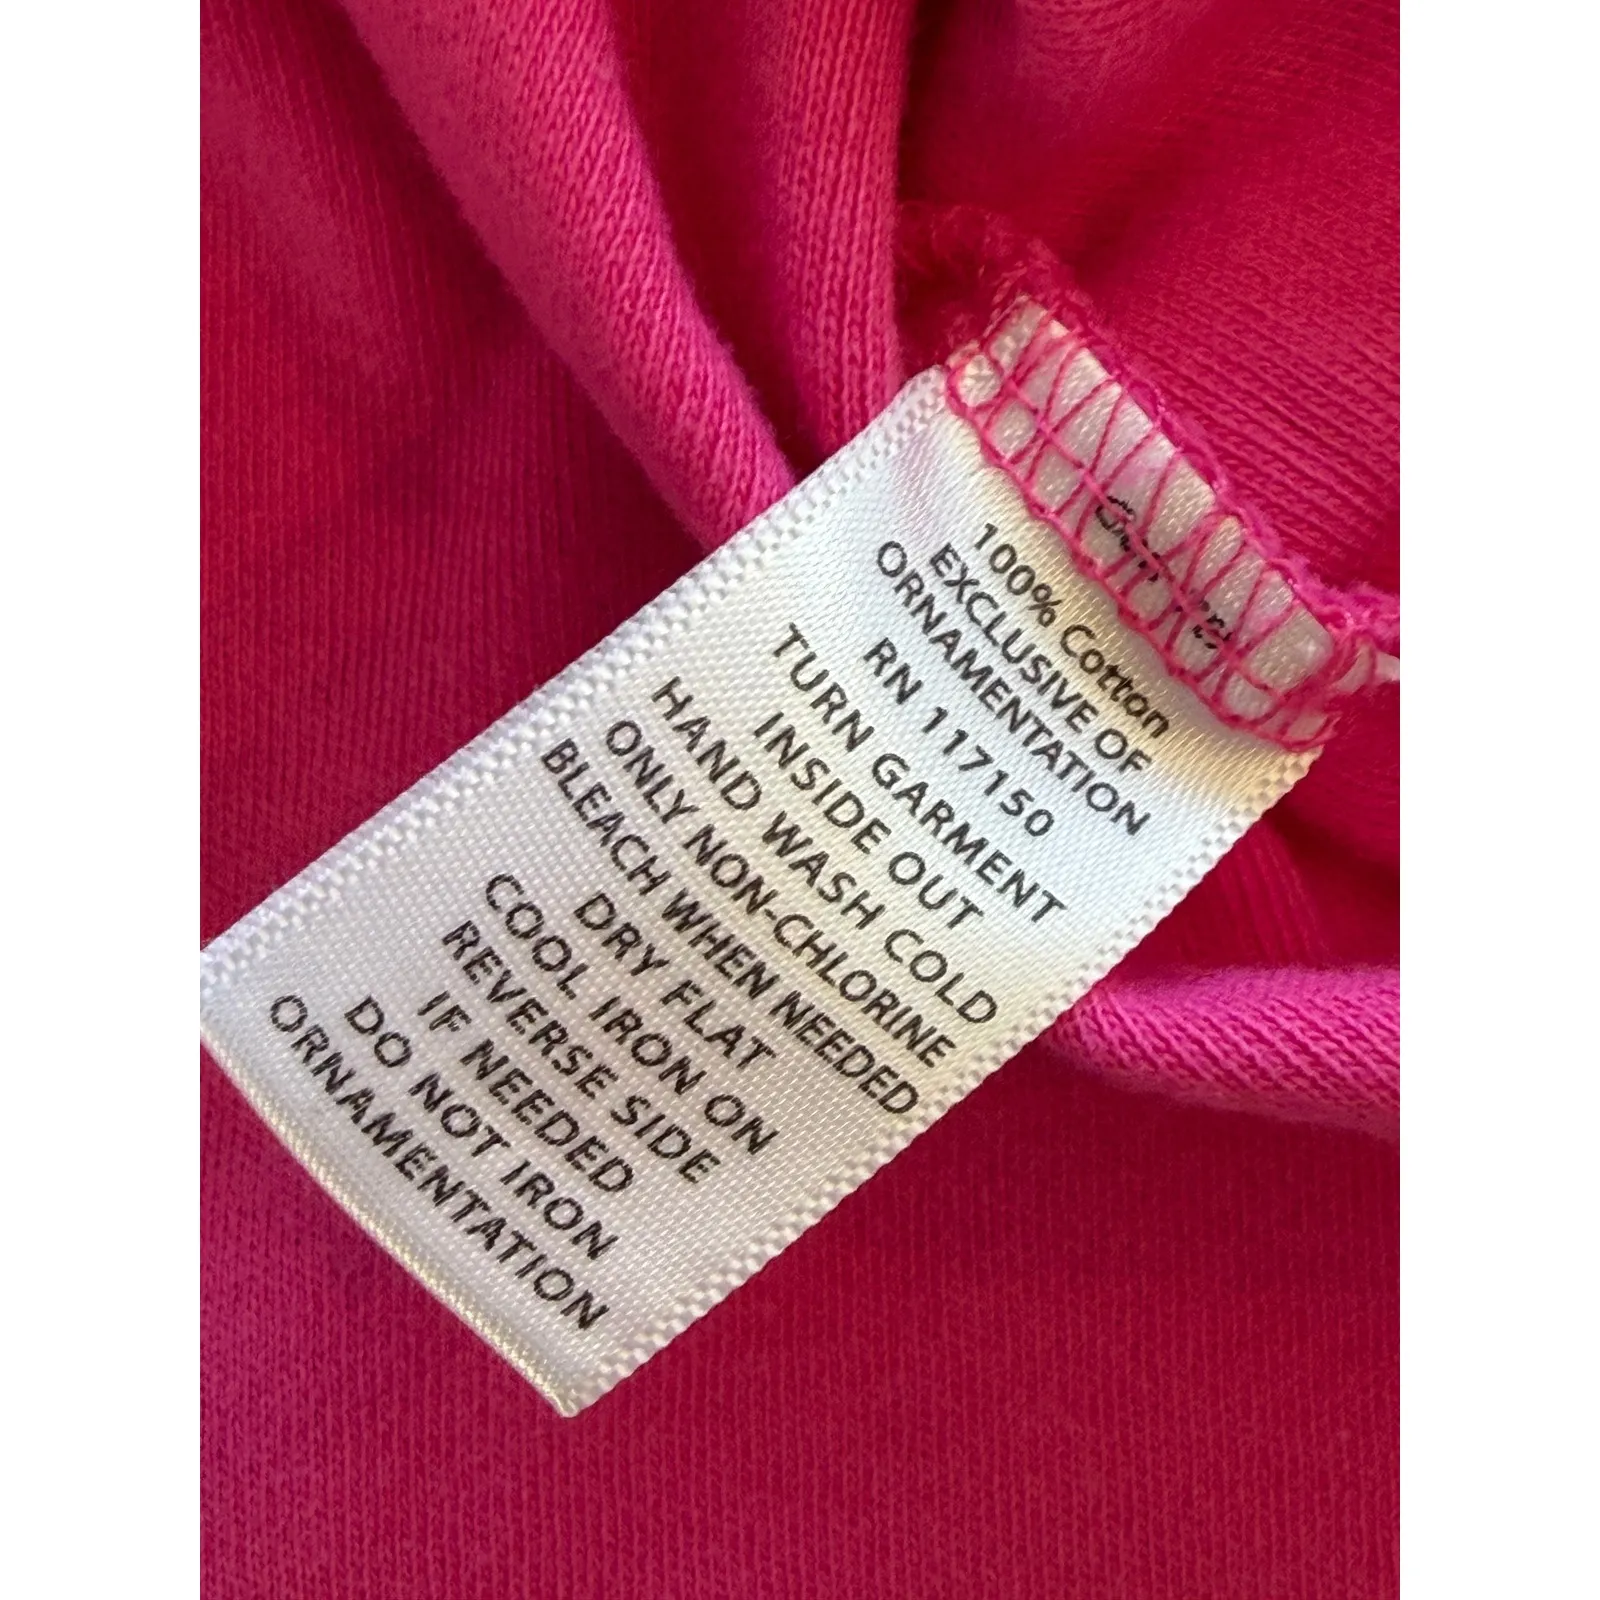 100% Cotton
EXCLUSIVE OF
ORNAMENTATION
RN 117150
TURN GARMENT
INSIDE OUT
HAND WASH COLD
ONLY NON-CHLORINE
BLEACH WHEN NEEDED
DRY FLAT
COOL IRON ON
REVERSE SIDE
IF NEEDED
DO NOT IRON
ORNAMENTATION